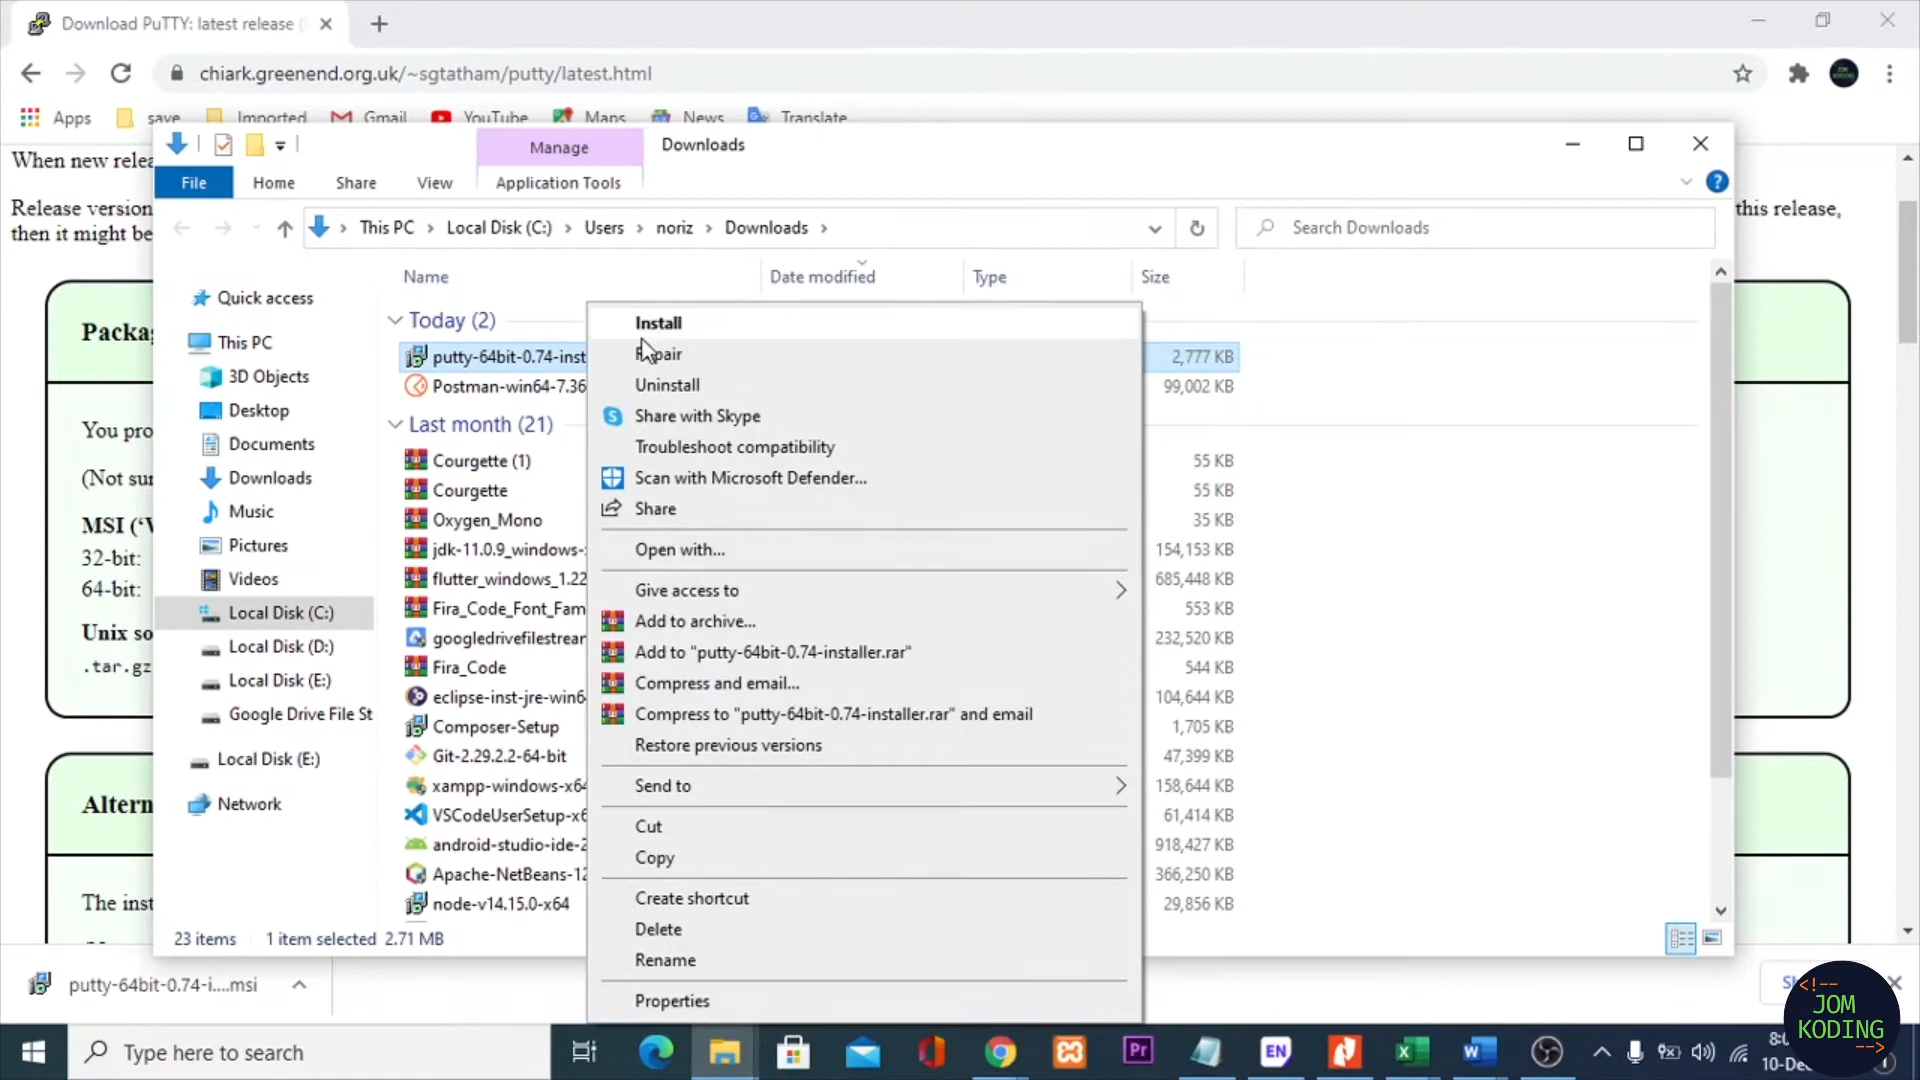 Download PuTTY: latest release (
chiark.greenend.org.uk/~sgtatham/putty/latest.html
Apps save Imported Gmail YouTube Maps News Translate
When new relea
Release version
then it might be
this release,
Manage Downloads
File Home Share View Application Tools
This PC Local Disk (C:) Users noriz Downloads
Search Downloads
Name Date modified Type Size
Quick access
This PC
3D Objects
Desktop
Documents
Downloads
Music
Pictures
Videos
Local Disk (C:)
Local Disk (D:)
Local Disk (E:)
Google Drive File St
Local Disk (E:)
Network
Today (2)
putty-64bit-0.74-inst 2,777 KB
Postman-win64-7.36 99,002 KB
Last month (21)
Courgette (1) 55 KB
Courgette 55 KB
Oxygen_Mono 35 KB
jdk-11.0.9_windows- 154,153 KB
flutter_windows_1.22 685,448 KB
Fira_Code_Font_Fam 553 KB
googledrivefilestrear 232,520 KB
Fira_Code 544 KB
eclipse-inst-jre-win6 104,644 KB
Composer-Setup 1,705 KB
Git-2.29.2.2-64-bit 47,399 KB
xampp-windows-x64 158,644 KB
VSCodeUserSetup-x6 61,414 KB
android-studio-ide-2 918,427 KB
Apache-NetBeans-12 366,250 KB
node-v14.15.0-x64 29,856 KB
Install
Repair
Uninstall
Share with Skype
Troubleshoot compatibility
Scan with Microsoft Defender...
Share
Open with...
Give access to
Add to archive...
Add to "putty-64bit-0.74-installer.rar"
Compress and email...
Compress to "putty-64bit-0.74-installer.rar" and email
Restore previous versions
Send to
Cut
Copy
Create shortcut
Delete
Rename
Properties
Packag
You pro
(Not sur
MSI (‘V
32-bit:
64-bit:
Unix so
.tar.gz
Altern
The inst
23 items 1 item selected 2.71 MB
putty-64bit-0.74-i....msi
<!--
JOM
KODING
-->
Type here to search
Pr EN
8:0
10-Dec